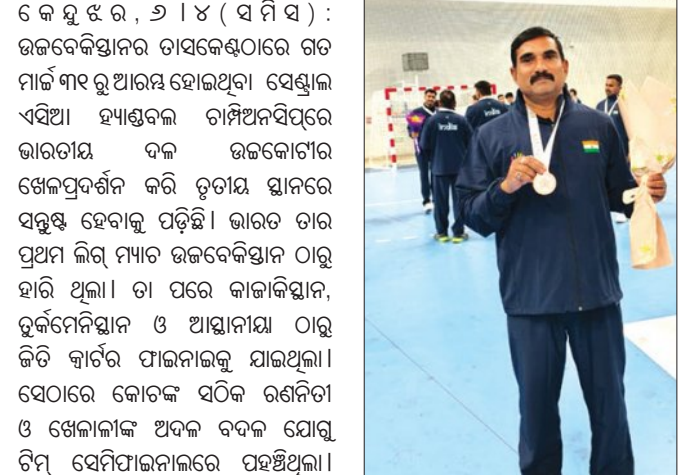 କେନ୍ଦୁଝର,୬ ।୪(ସମିସ):
ଉଜବେକିସ୍ତାନର ତାସକେଣ୍ଟଠାରେ ଗତ
ମାର୍ଚ୍ଚ ୩୧ ରୁ ଆରମ୍ଭ ହୋଇଥିବା ସେଣ୍ଟ୍ରାଲ
ଏସିଆ ହ୍ୟାଣ୍ଡବଲ ଚାମ୍ପିଅନସିପ୍‌ରେ
ଭାରତୀୟ ଦଳ ଉଚ୍ଚକୋଟୀର
ଖେଳପ୍ରଦର୍ଶନ କରି ତୃତୀୟ ସ୍ଥାନରେ
ସନ୍ତୁଷ୍ଟ ହେବାକୁ ପଡ଼ିଛି। ଭାରତ ତାର
ପ୍ରଥମ ଲିଗ୍ ମ୍ୟାଚ ଉଜବେକିସ୍ତାନ ଠାରୁ
ହାରି ଥିଲା। ତା ପରେ କାଜାକିସ୍ଥାନ,
ତୁର୍କମେନିସ୍ଥାନ ଓ ଆସ୍ଥାନୀୟା ଠାରୁ
ଜିତି କ୍ୱାର୍ଟର ଫାଇନାଇକୁ ଯାଇଥିଲା।
ସେଠାରେ କୋଚଙ୍କ ସଠିକ ରଣନିତୀ
ଓ ଖେଳାଳୀଙ୍କ ଅଦଳ ବଦଳ ଯୋଗୁ
ଟିମ୍ ସେମିଫାଇନାଲରେ ପହଞ୍ଚିଥିଲା।
India